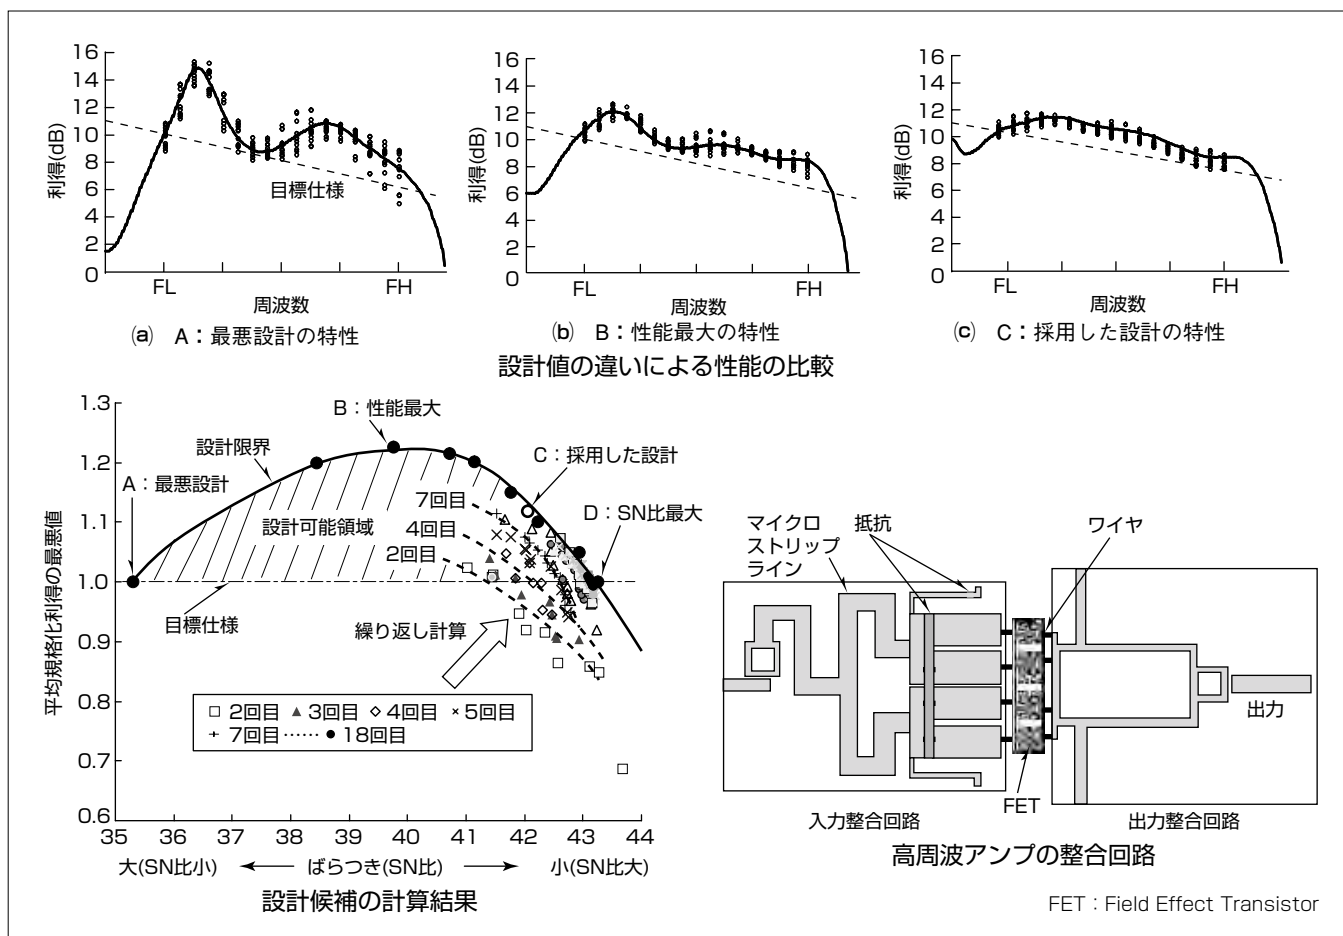 16
14
12
10
8
6
4
2
0
利得(dB)
目標仕様
FL
FH
周波数
(a) A：最悪設計の特性
16
14
12
10
8
6
4
2
0
利得(dB)
FL
FH
周波数
(b) B：性能最大の特性
16
14
12
10
8
6
4
2
0
利得(dB)
FL
FH
周波数
(c) C：採用した設計の特性
設計値の違いによる性能の比較
1.3
1.2
1.1
1.0
0.9
0.8
0.7
0.6
平均規格化利得の最悪値
B：性能最大
設計限界
C：採用した設計
A：最悪設計
7回目
D：SN比最大
設計可能領域
4回目
2回目
目標仕様
繰り返し計算
□ 2回目 ▲ 3回目 ◇ 4回目 × 5回目
+ 7回目 ······ ● 18回目
35 36 37 38 39 40 41 42 43 44
大(SN比小) ← ばらつき(SN比) → 小(SN比大)
設計候補の計算結果
マイクロ
ストリップ
ライン
抵抗
ワイヤ
出力
FET
入力整合回路
出力整合回路
高周波アンプの整合回路
FET：Field Effect Transistor